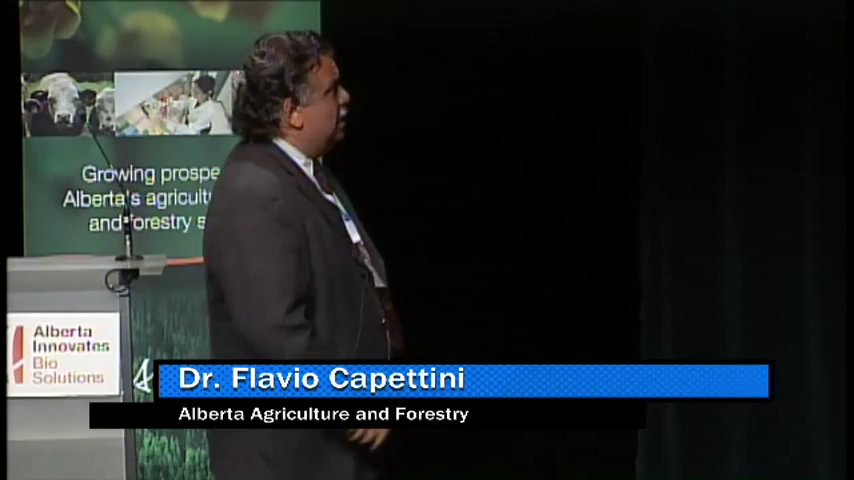 Growing prospe
Alberta's agricultu
and forestry s
Alberta
Innovates
Bio
Solutions
Dr. Flavio Capettini
Alberta Agriculture and Forestry